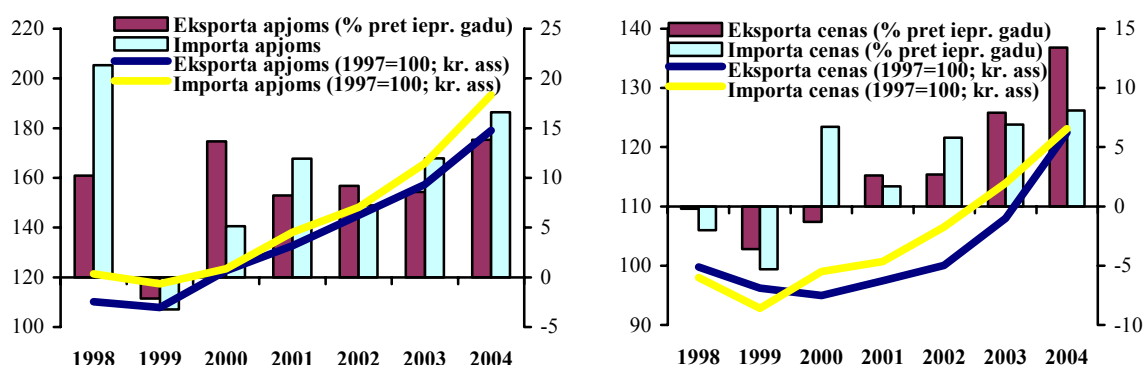 220
200
180
160
140
120
100
Eksporta apjoms (% pret iepr. gadu)
Importa apjoms
Eksporta apjoms (1997=100; kr. ass)
Importa apjoms (1997=100; kr. ass)
25
20
15
10
5
0
-5
1998 1999 2000 2001 2002 2003 2004
140
130
120
110
100
90
Eksporta cenas (% pret iepr. gadu)
Importa cenas (% pret iepr. gadu)
Eksporta cenas (1997=100; kr. ass)
Importa cenas (1997=100; kr. ass)
15
10
5
0
-5
-10
1998 1999 2000 2001 2002 2003 2004